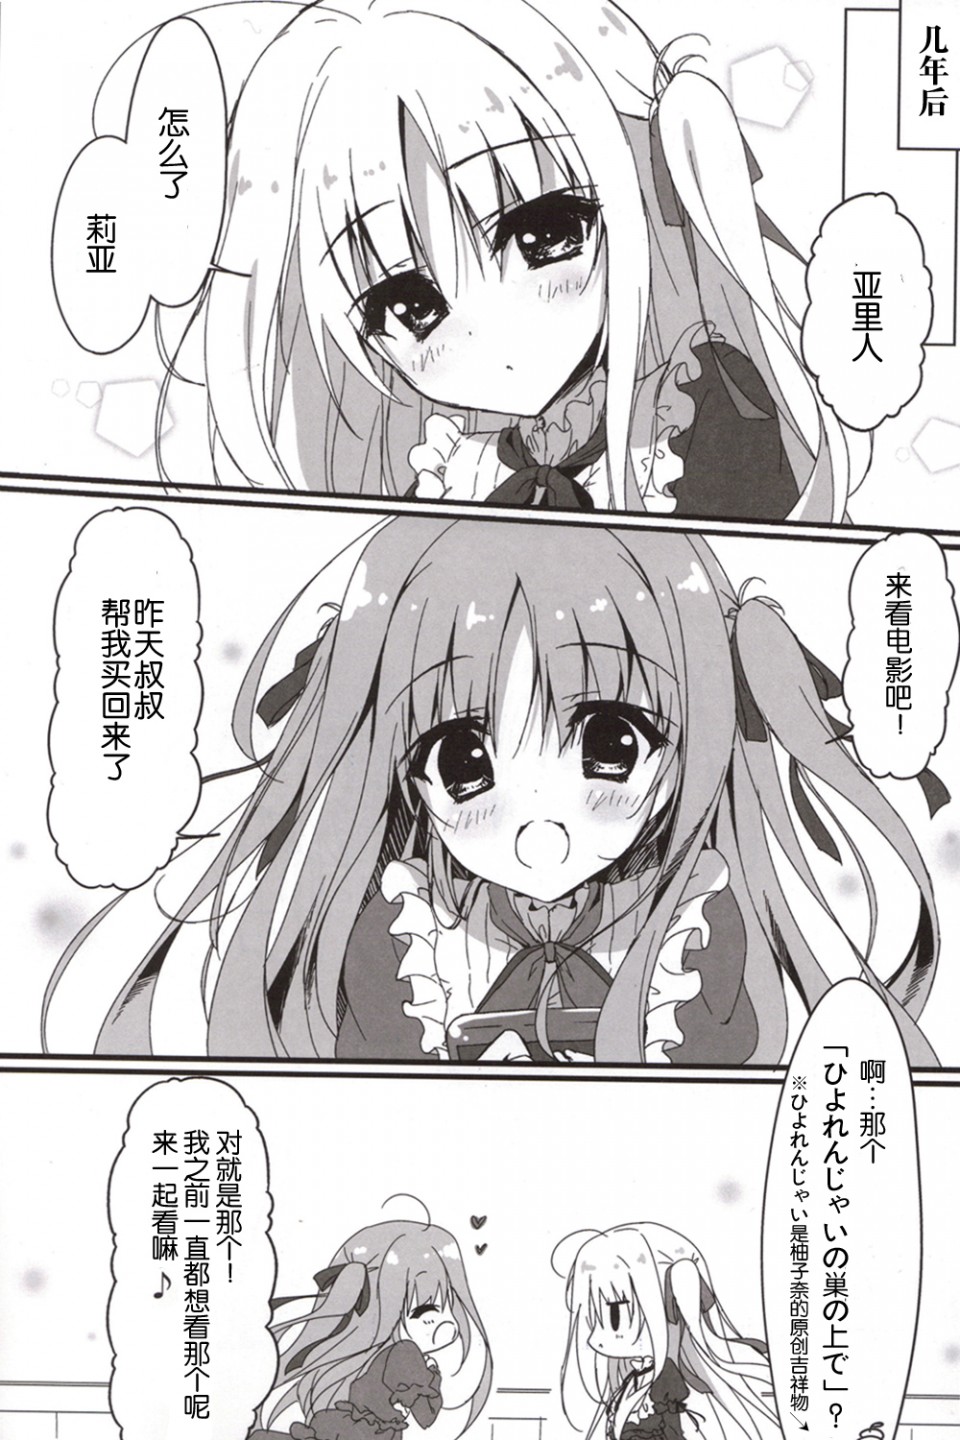 几年后
亚里人
怎么了
莉亚
来看电影吧！
昨天叔叔
帮我买回来了
啊…那个
「ひよれんじゃいの巣の上で」？
※ひよれんじゃい是柚子奈的原创吉祥物
对就是那个！
我之前一直都想看那个呢
来一起看嘛♪